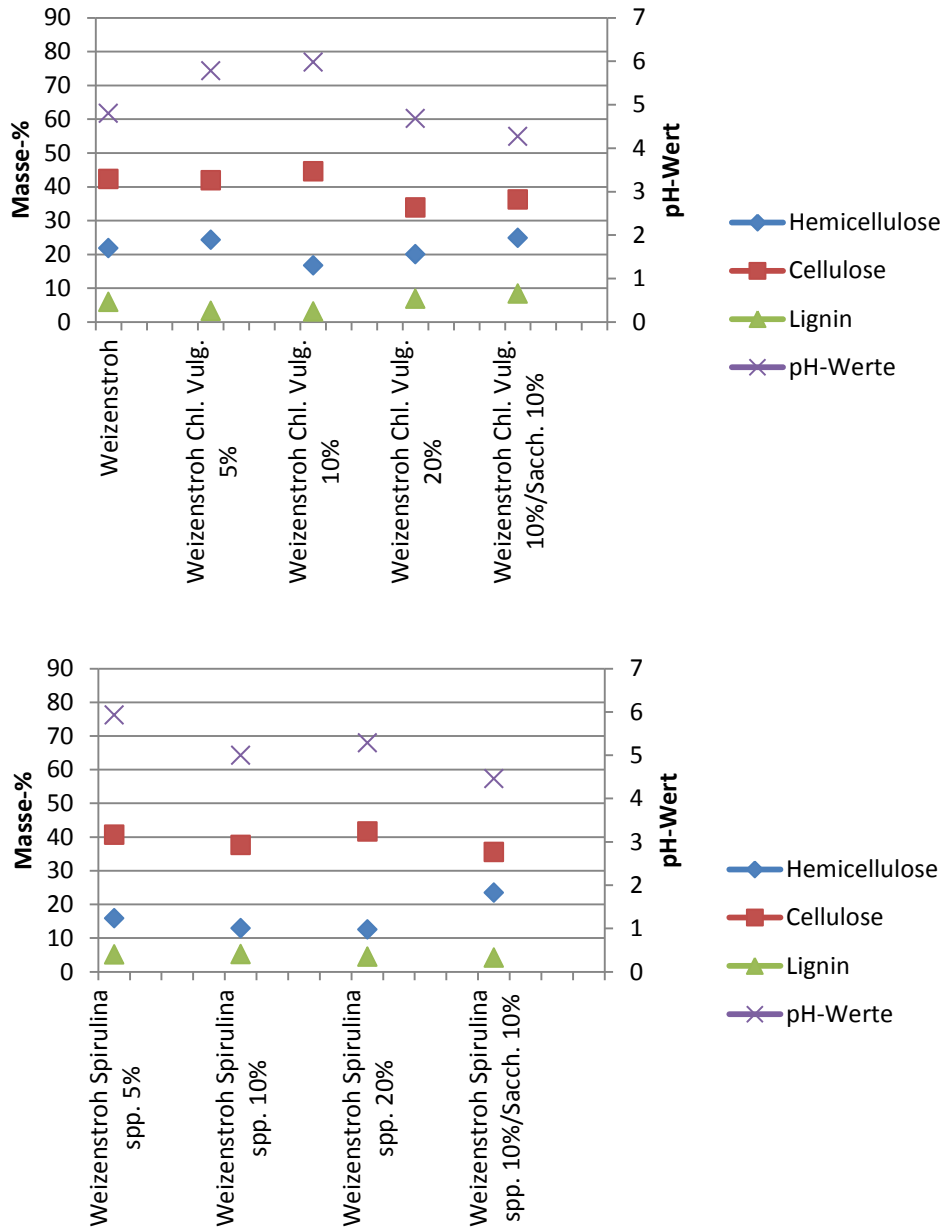 90
80
70
60
50
40
30
20
10
0
Masse-%
7
6
5
4
3
2
1
0
pH-Wert
Weizenstroh
Weizenstroh Chl. Vulg.
5%
Weizenstroh Chl. Vulg.
10%
Weizenstroh Chl. Vulg.
20%
Weizenstroh Chl. Vulg.
10%/Sacch. 10%
Hemicellulose
Cellulose
Lignin
pH-Werte
90
80
70
60
50
40
30
20
10
0
Masse-%
7
6
5
4
3
2
1
0
pH-Wert
Weizenstroh Spirulina
spp. 5%
Weizenstroh Spirulina
spp. 10%
Weizenstroh Spirulina
spp. 20%
Weizenstroh Spirulina
spp. 10%/Sacch. 10%
Hemicellulose
Cellulose
Lignin
pH-Werte